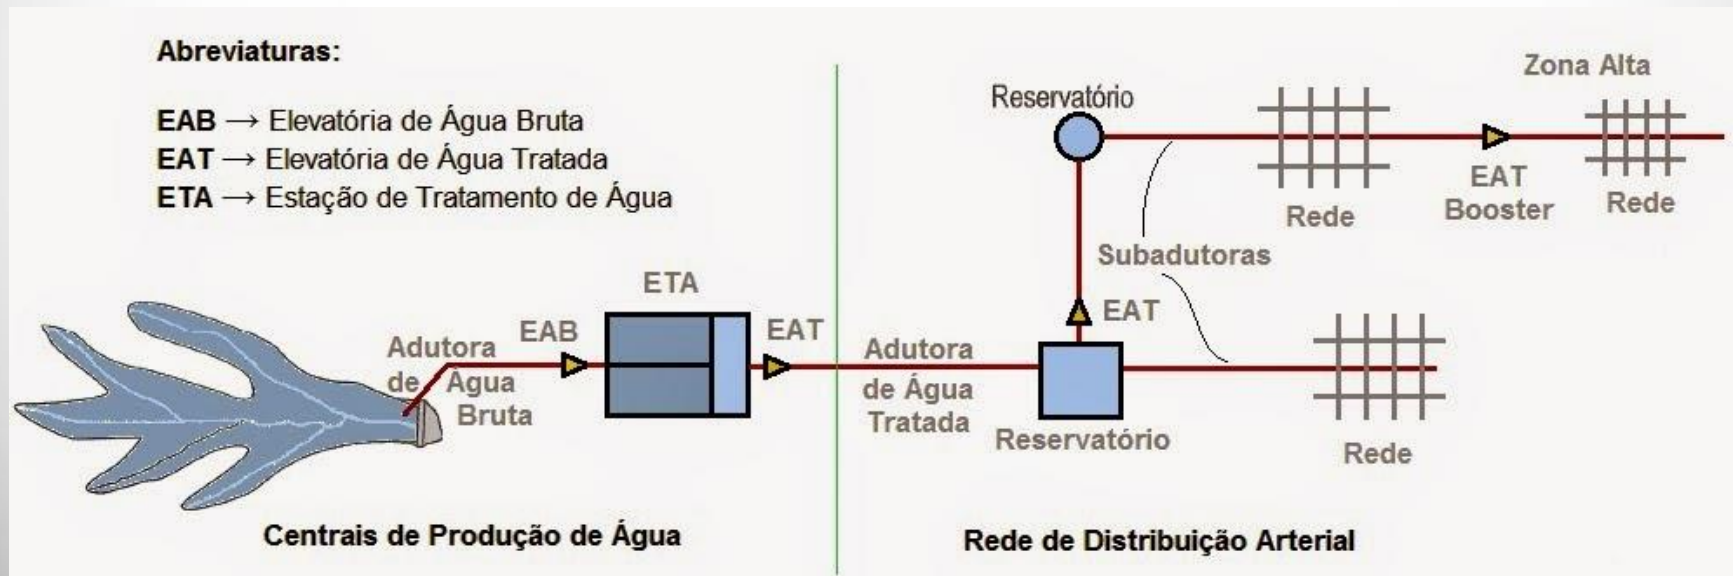 Abreviaturas:
EAB → Elevatória de Água Bruta
EAT → Elevatória de Água Tratada
ETA → Estação de Tratamento de Água
Adutora
de Água
Bruta
EAB
ETA
EAT
Centrais de Produção de Água
Adutora
de Água
Tratada
Reservatório
EAT
Reservatório
Subadutoras
Rede
EAT
Booster
Zona Alta
Rede
Rede
Rede de Distribuição Arterial